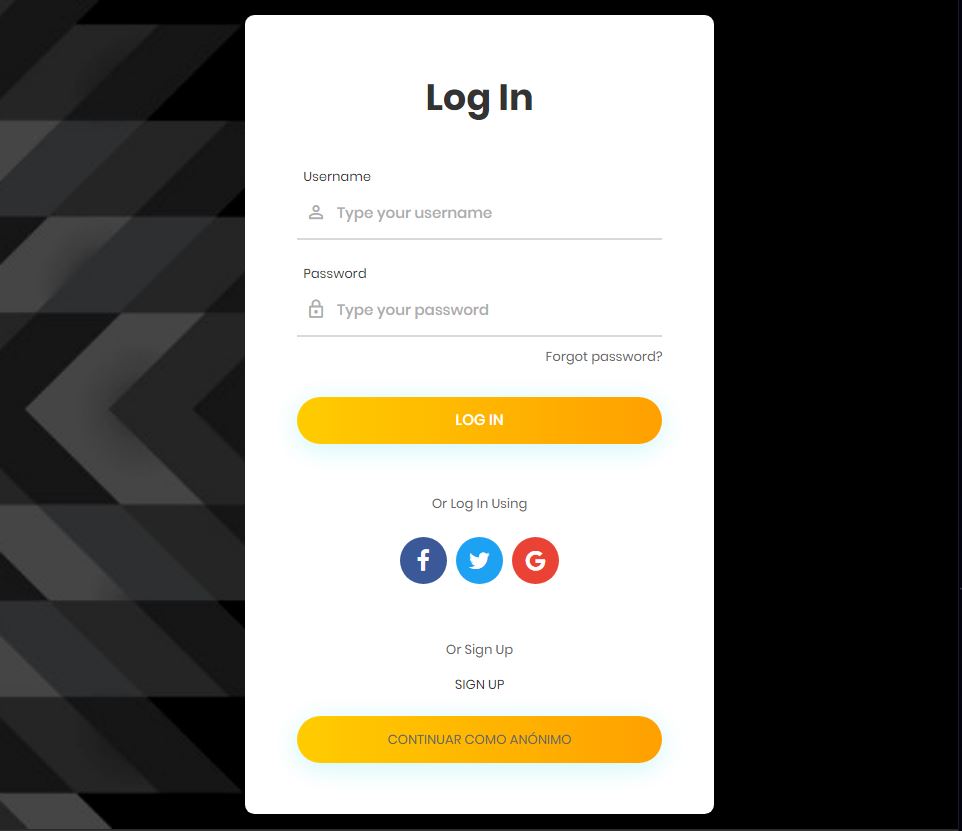 Log In
Username
Type your username
Password
Type your password
Forgot password?
LOG IN
Or Log In Using
Or Sign Up
SIGN UP
CONTINUAR COMO ANÓNIMO